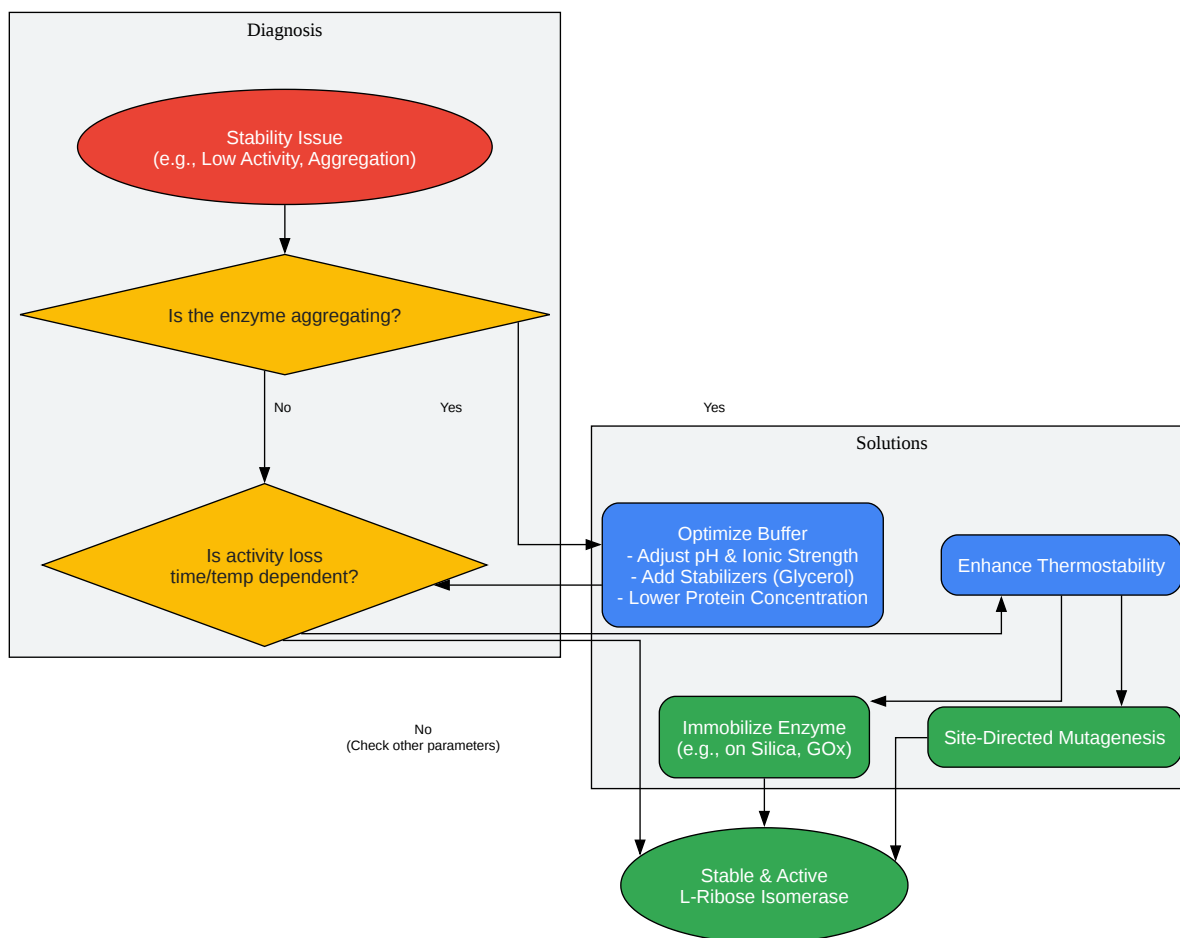 Diagnosis
Stability Issue
(e.g., Low Activity, Aggregation)
Is the enzyme aggregating?
No
Yes
Yes
Solutions
Is activity loss
time/temp dependent?
Optimize Buffer
- Adjust pH & Ionic Strength
- Add Stabilizers (Glycerol)
- Lower Protein Concentration
Enhance Thermostability
No
(Check other parameters)
Immobilize Enzyme
(e.g., on Silica, GOx)
Site-Directed Mutagenesis
Stable & Active
L-Ribose Isomerase